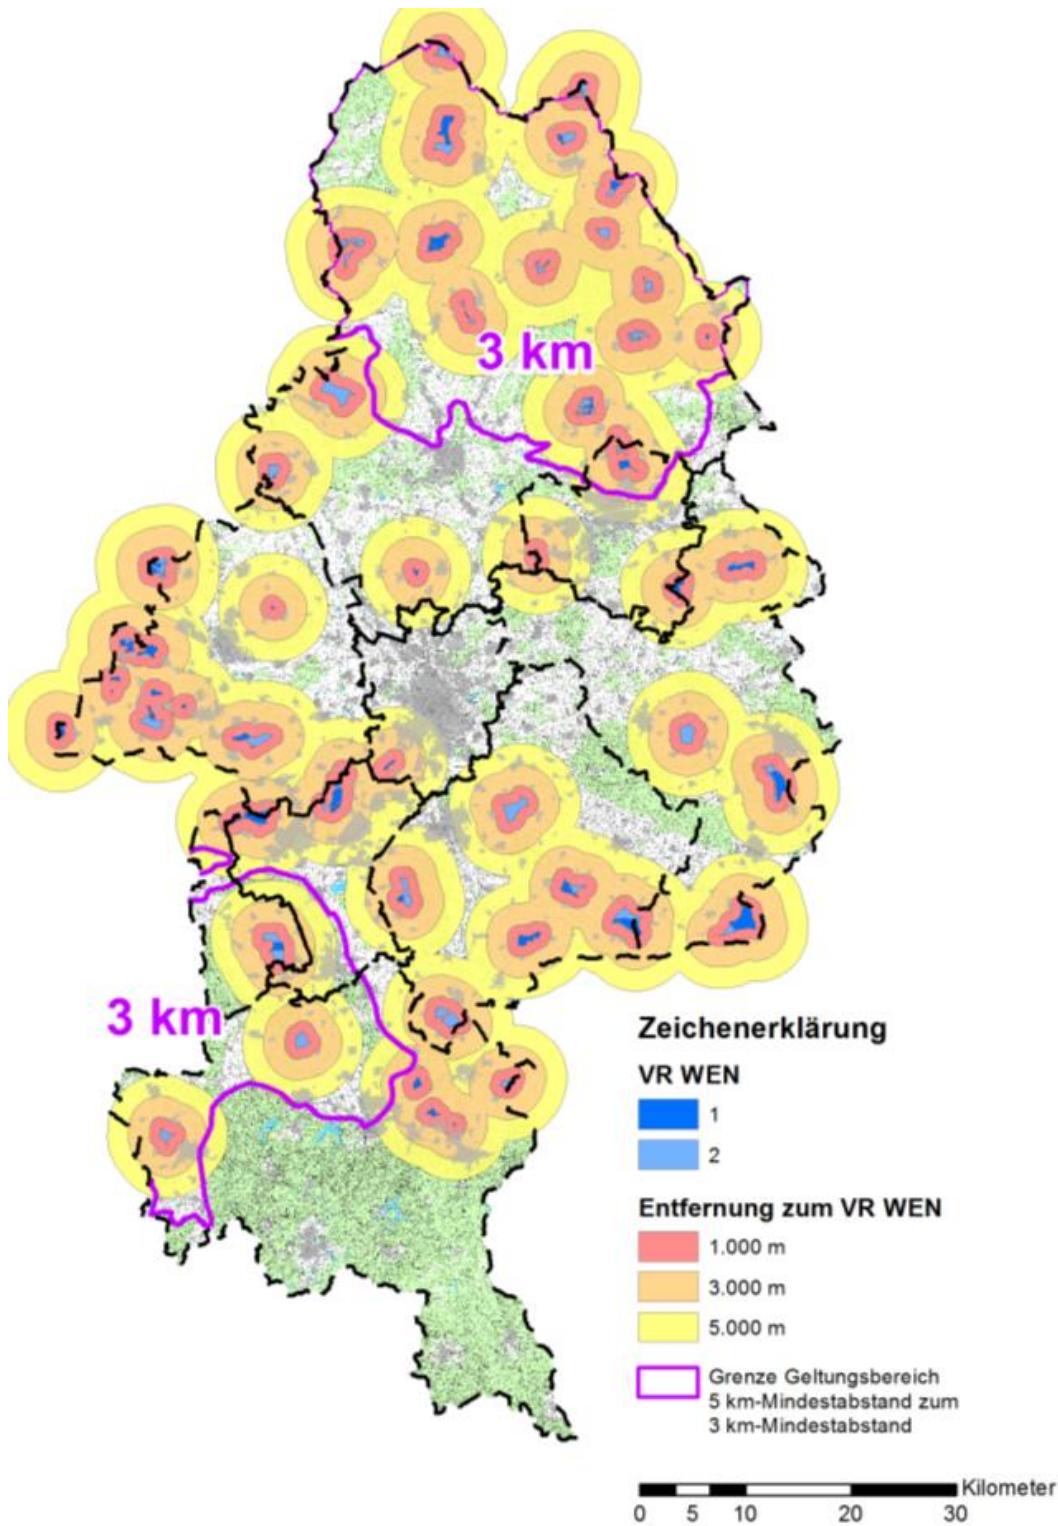 3 km
3 km
Zeichenerklärung
VR WEN
1
2
Entfernung zum VR WEN
1.000 m
3.000 m
5.000 m
Grenze Geltungsbereich
5 km-Mindestabstand zum
3 km-Mindestabstand
Kilometer
0 5 10 20 30